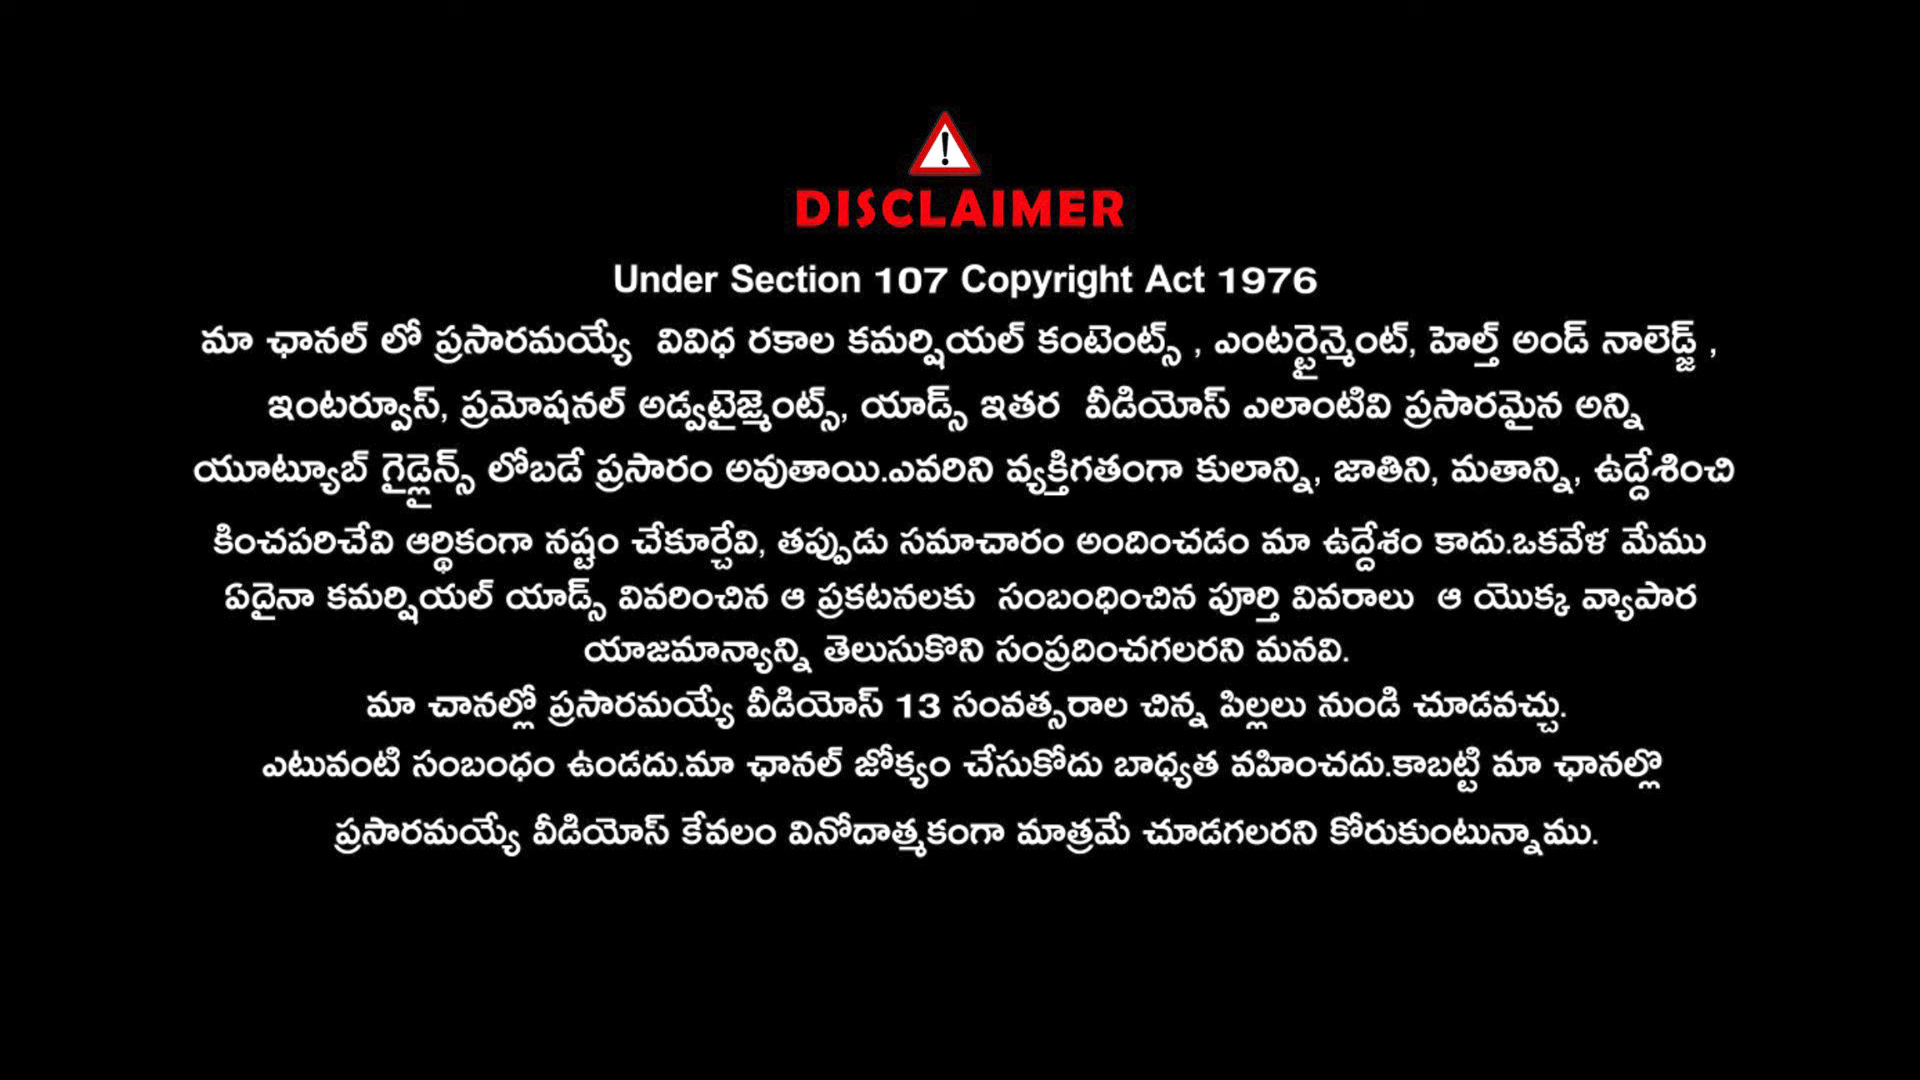 !
DISCLAIMER
Under Section 107 Copyright Act 1976
మా ఛానల్ లో ప్రసారమయ్యే వివిధ రకాల కమర్షియల్ కంటెంట్స్ , ఎంటర్టైన్మెంట్, హెల్త్ అండ్ నాలెడ్జ్ ,
ఇంటర్వూస్, ప్రమోషనల్ అడ్వటైజ్మెంట్స్, యాడ్స్ ఇతర వీడియోస్ ఎలాంటివి ప్రసారమైన అన్ని
యూట్యూబ్ గైడ్లైన్స్ లోబడే ప్రసారం అవుతాయి.ఎవరిని వ్యక్తిగతంగా కులాన్ని, జాతిని, మతాన్ని, ఉద్దేశించి
కించపరిచేవి ఆర్థికంగా నష్టం చేకూర్చేవి, తప్పుడు సమాచారం అందించడం మా ఉద్దేశం కాదు.ఒకవేళ మేము
ఏదైనా కమర్షియల్ యాడ్స్ వివరించిన ఆ ప్రకటనలకు సంబంధించిన పూర్తి వివరాలు ఆ యొక్క వ్యాపార
యాజమాన్యాన్ని తెలుసుకొని సంప్రదించగలరని మనవి.
మా చానల్లో ప్రసారమయ్యే వీడియోస్ 13 సంవత్సరాల చిన్న పిల్లలు నుండి చూడవచ్చు.
ఎటువంటి సంబంధం ఉండదు.మా ఛానల్ జోక్యం చేసుకోదు బాధ్యత వహించదు.కాబట్టి మా ఛానల్లొ
ప్రసారమయ్యే వీడియోస్ కేవలం వినోదాత్మకంగా మాత్రమే చూడగలరని కోరుకుంటున్నాము.